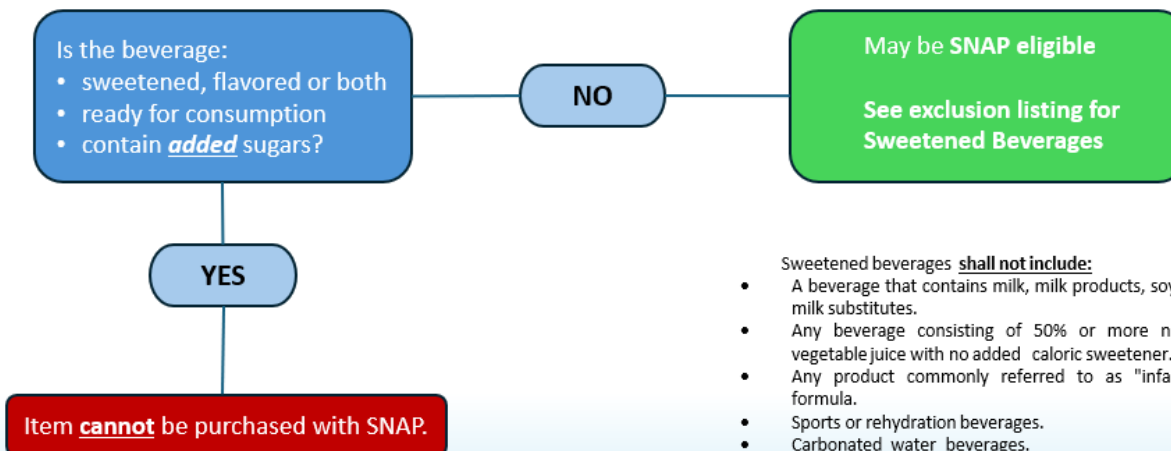 Is the beverage:
• sweetened, flavored or both
• ready for consumption
• contain added sugars?
NO
May be SNAP eligible
See exclusion listing for
Sweetened Beverages
YES
Item cannot be purchased with SNAP.
Sweetened beverages shall not include:
• A beverage that contains milk, milk products, soy
milk substitutes.
• Any beverage consisting of 50% or more
vegetable juice with no added caloric sweetener.
• Any product commonly referred to as "infa
formula.
• Sports or rehydration beverages.
• Carbonated water beverages.